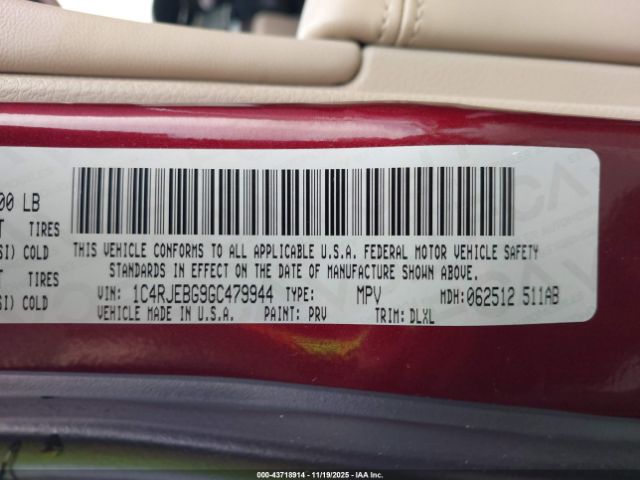 00 LB
T TIRES
SI) COLD
T TIRES
SI) COLD
THIS VEHICLE CONFORMS TO ALL APPLICABLE U.S.A. FEDERAL MOTOR VEHICLE SAFETY
STANDARDS IN EFFECT ON THE DATE OF MANUFACTURE SHOWN ABOVE.
VIN: 1C4RJEBG9GC479944 TYPE: MPV MDH:062512 511AB
VEHICLE MADE IN U.S.A. PAINT: PRV TRIM: DLXL
000-43718914 - 11/19/2025 - IAA Inc.